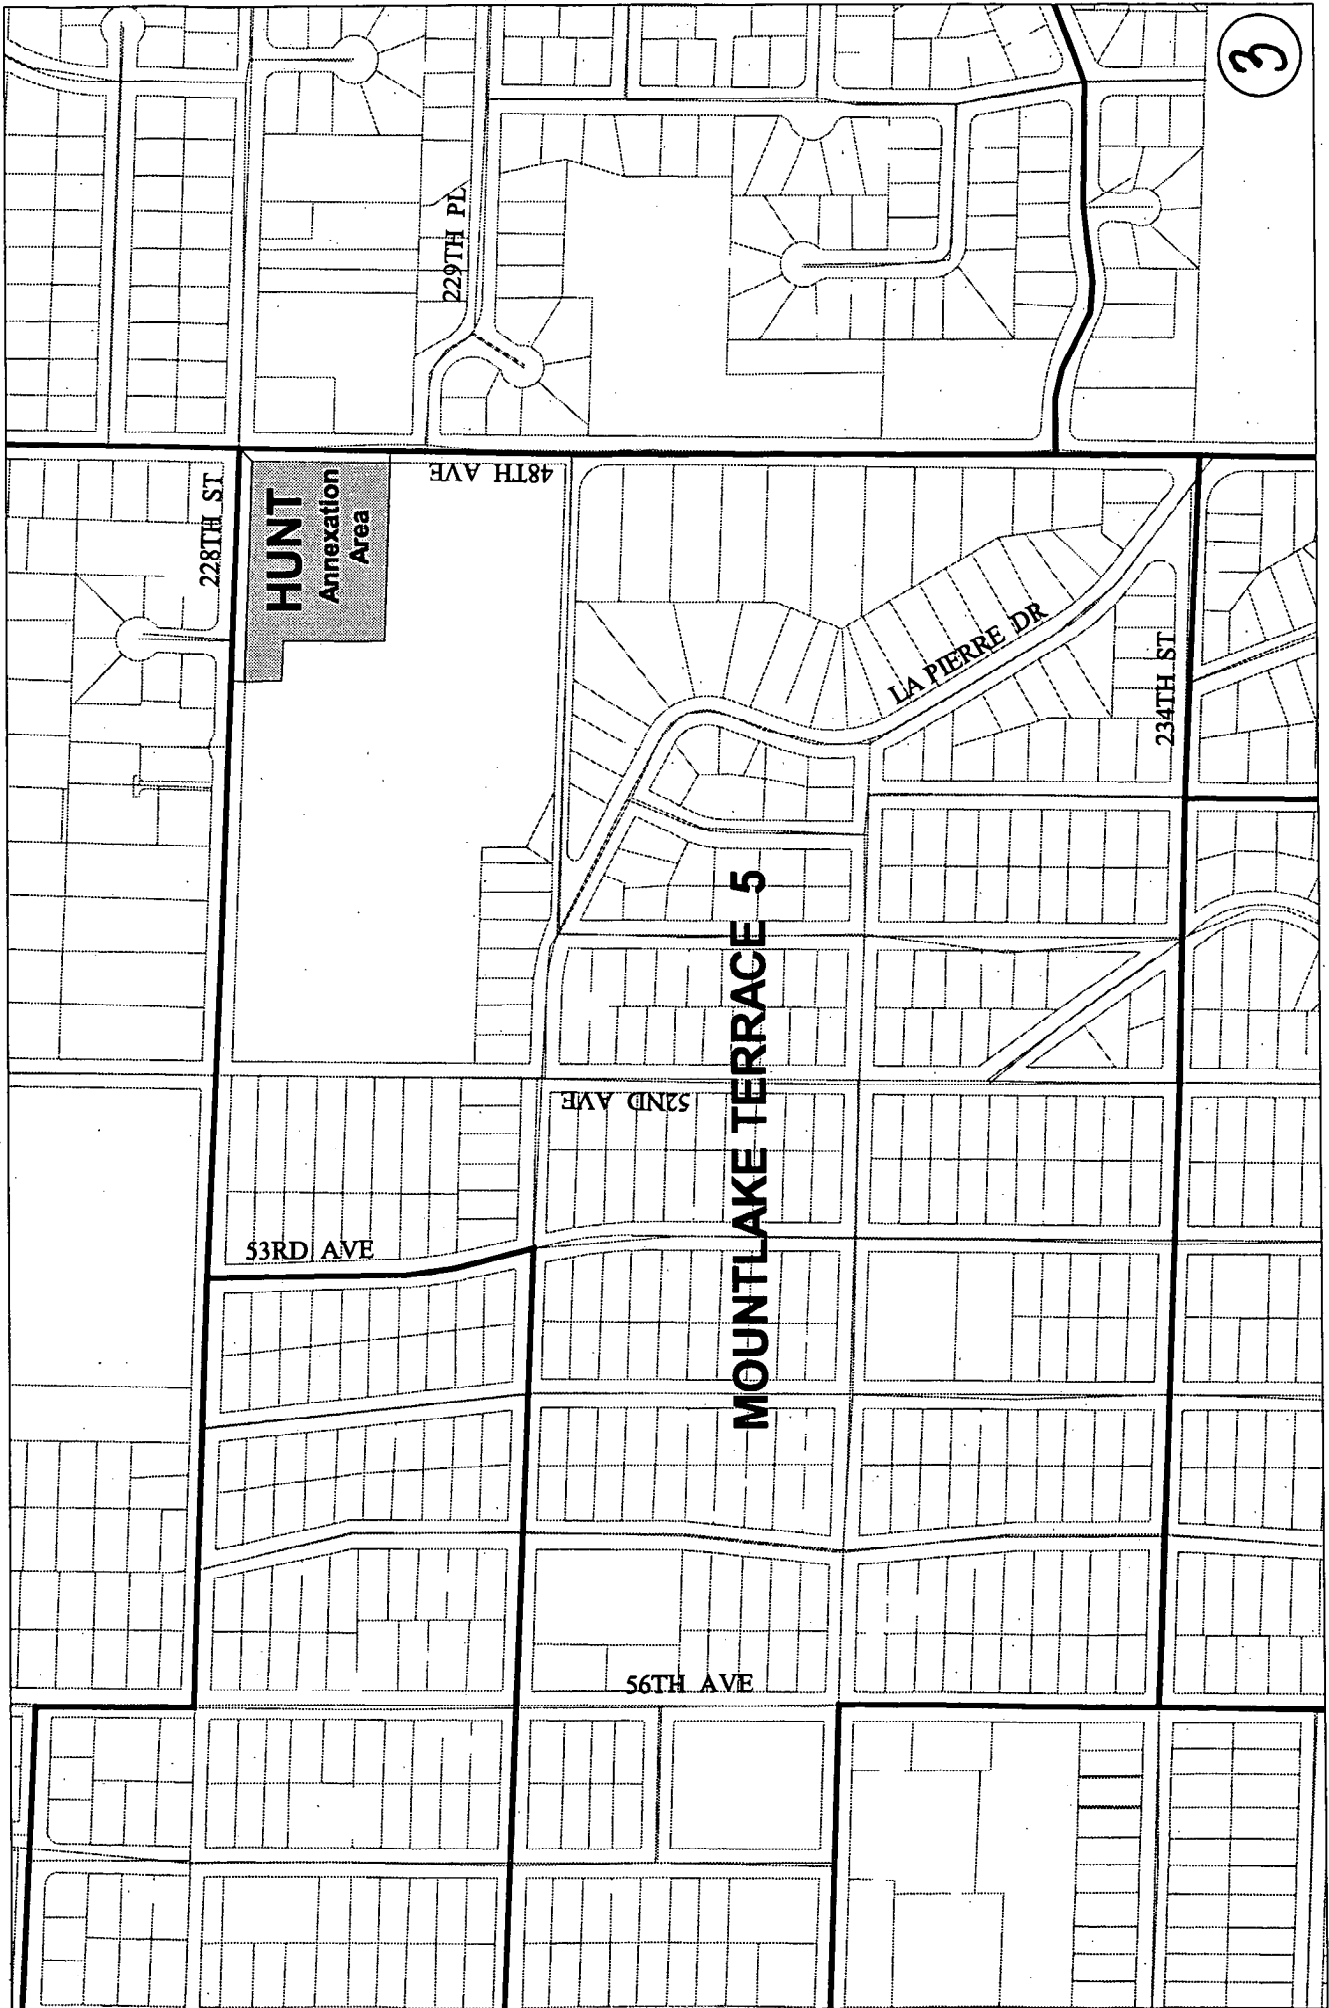 3
229TH PL
48TH AVE
228TH ST
HUNT
Annexation
Area
LA PIERRE DR
234TH ST
MOUNTLAKE TERRACE 5
52ND AVE
53RD AVE
56TH AVE